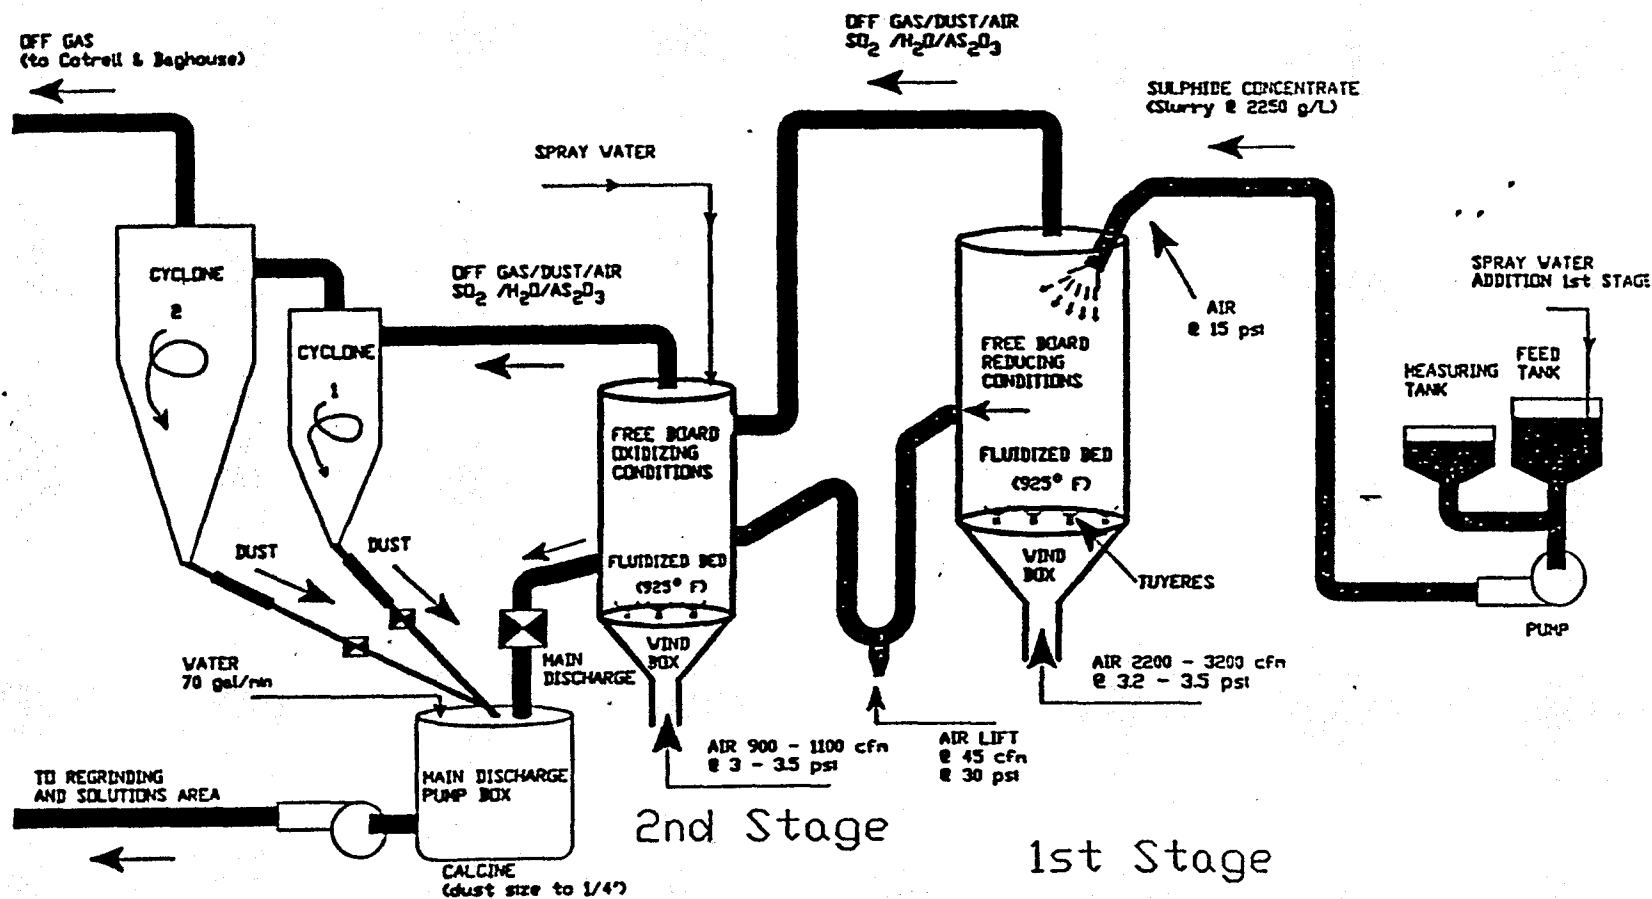 OFF GAS
(to Cotrell & Baghouse)
OFF GAS/DUST/AIR
SO2 /H2O/AS2O3
SULPHIDE CONCENTRATE
(Slurry @ 2250 g/L)
SPRAY WATER
SPRAY WATER
ADDITION 1st STAGE
CYCLONE
2
OFF GAS/DUST/AIR
SO2 /H2O/AS2O3
AIR
@ 15 psi
CYCLONE
1
FREE BOARD
REDUCING
CONDITIONS
MEASURING
TANK
FEED
TANK
FREE BOARD
OXIDIZING
CONDITIONS
FLUIDIZED BED
(925° F)
DUST
DUST
FLUIDIZED BED
(925° F)
WIND
BOX
TUYERES
PUMP
WATER
70 gal/min
MAIN
DISCHARGE
WIND
BOX
AIR 2200 - 3200 cfm
@ 3.2 - 3.5 psi
AIR 900 - 1100 cfm
@ 3 - 3.5 psi
AIR LIFT
@ 45 cfm
@ 30 psi
TO REGRINDING
AND SOLUTIONS AREA
MAIN DISCHARGE
PUMP BOX
2nd Stage
1st Stage
CALCINE
(dust size to 1/4")